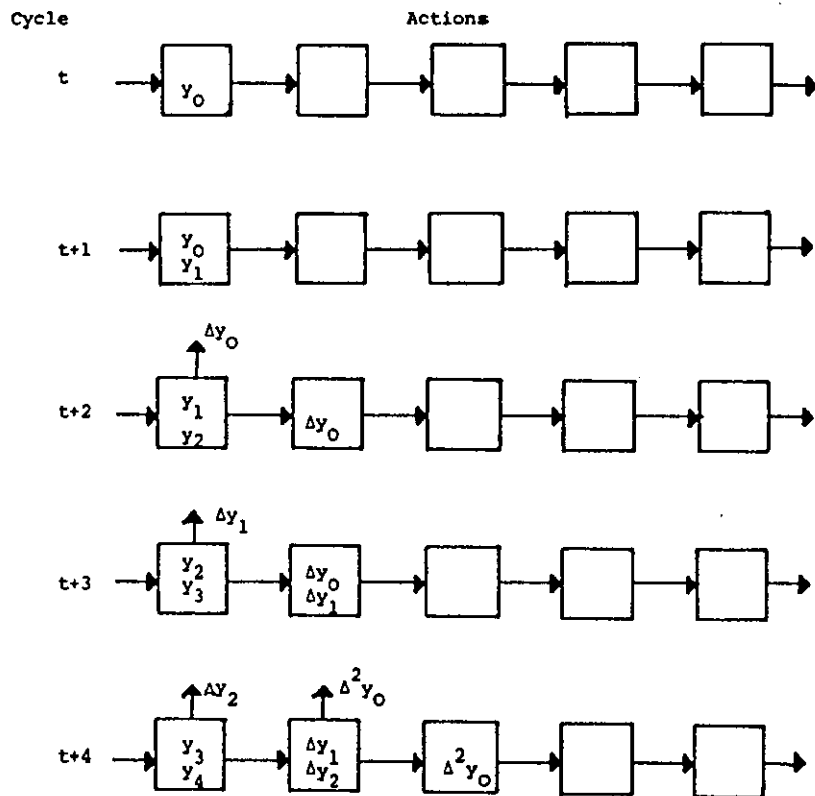 Cycle Actions
t
y₀
t+1
y₀
y₁
Δy₀
t+2
y₁
y₂
Δy₀
Δy₁
t+3
y₂
y₃
Δy₀
Δy₁
Δy₂ Δ²y₀
t+4
y₃
y₄
Δy₁
Δy₂
Δ²y₀